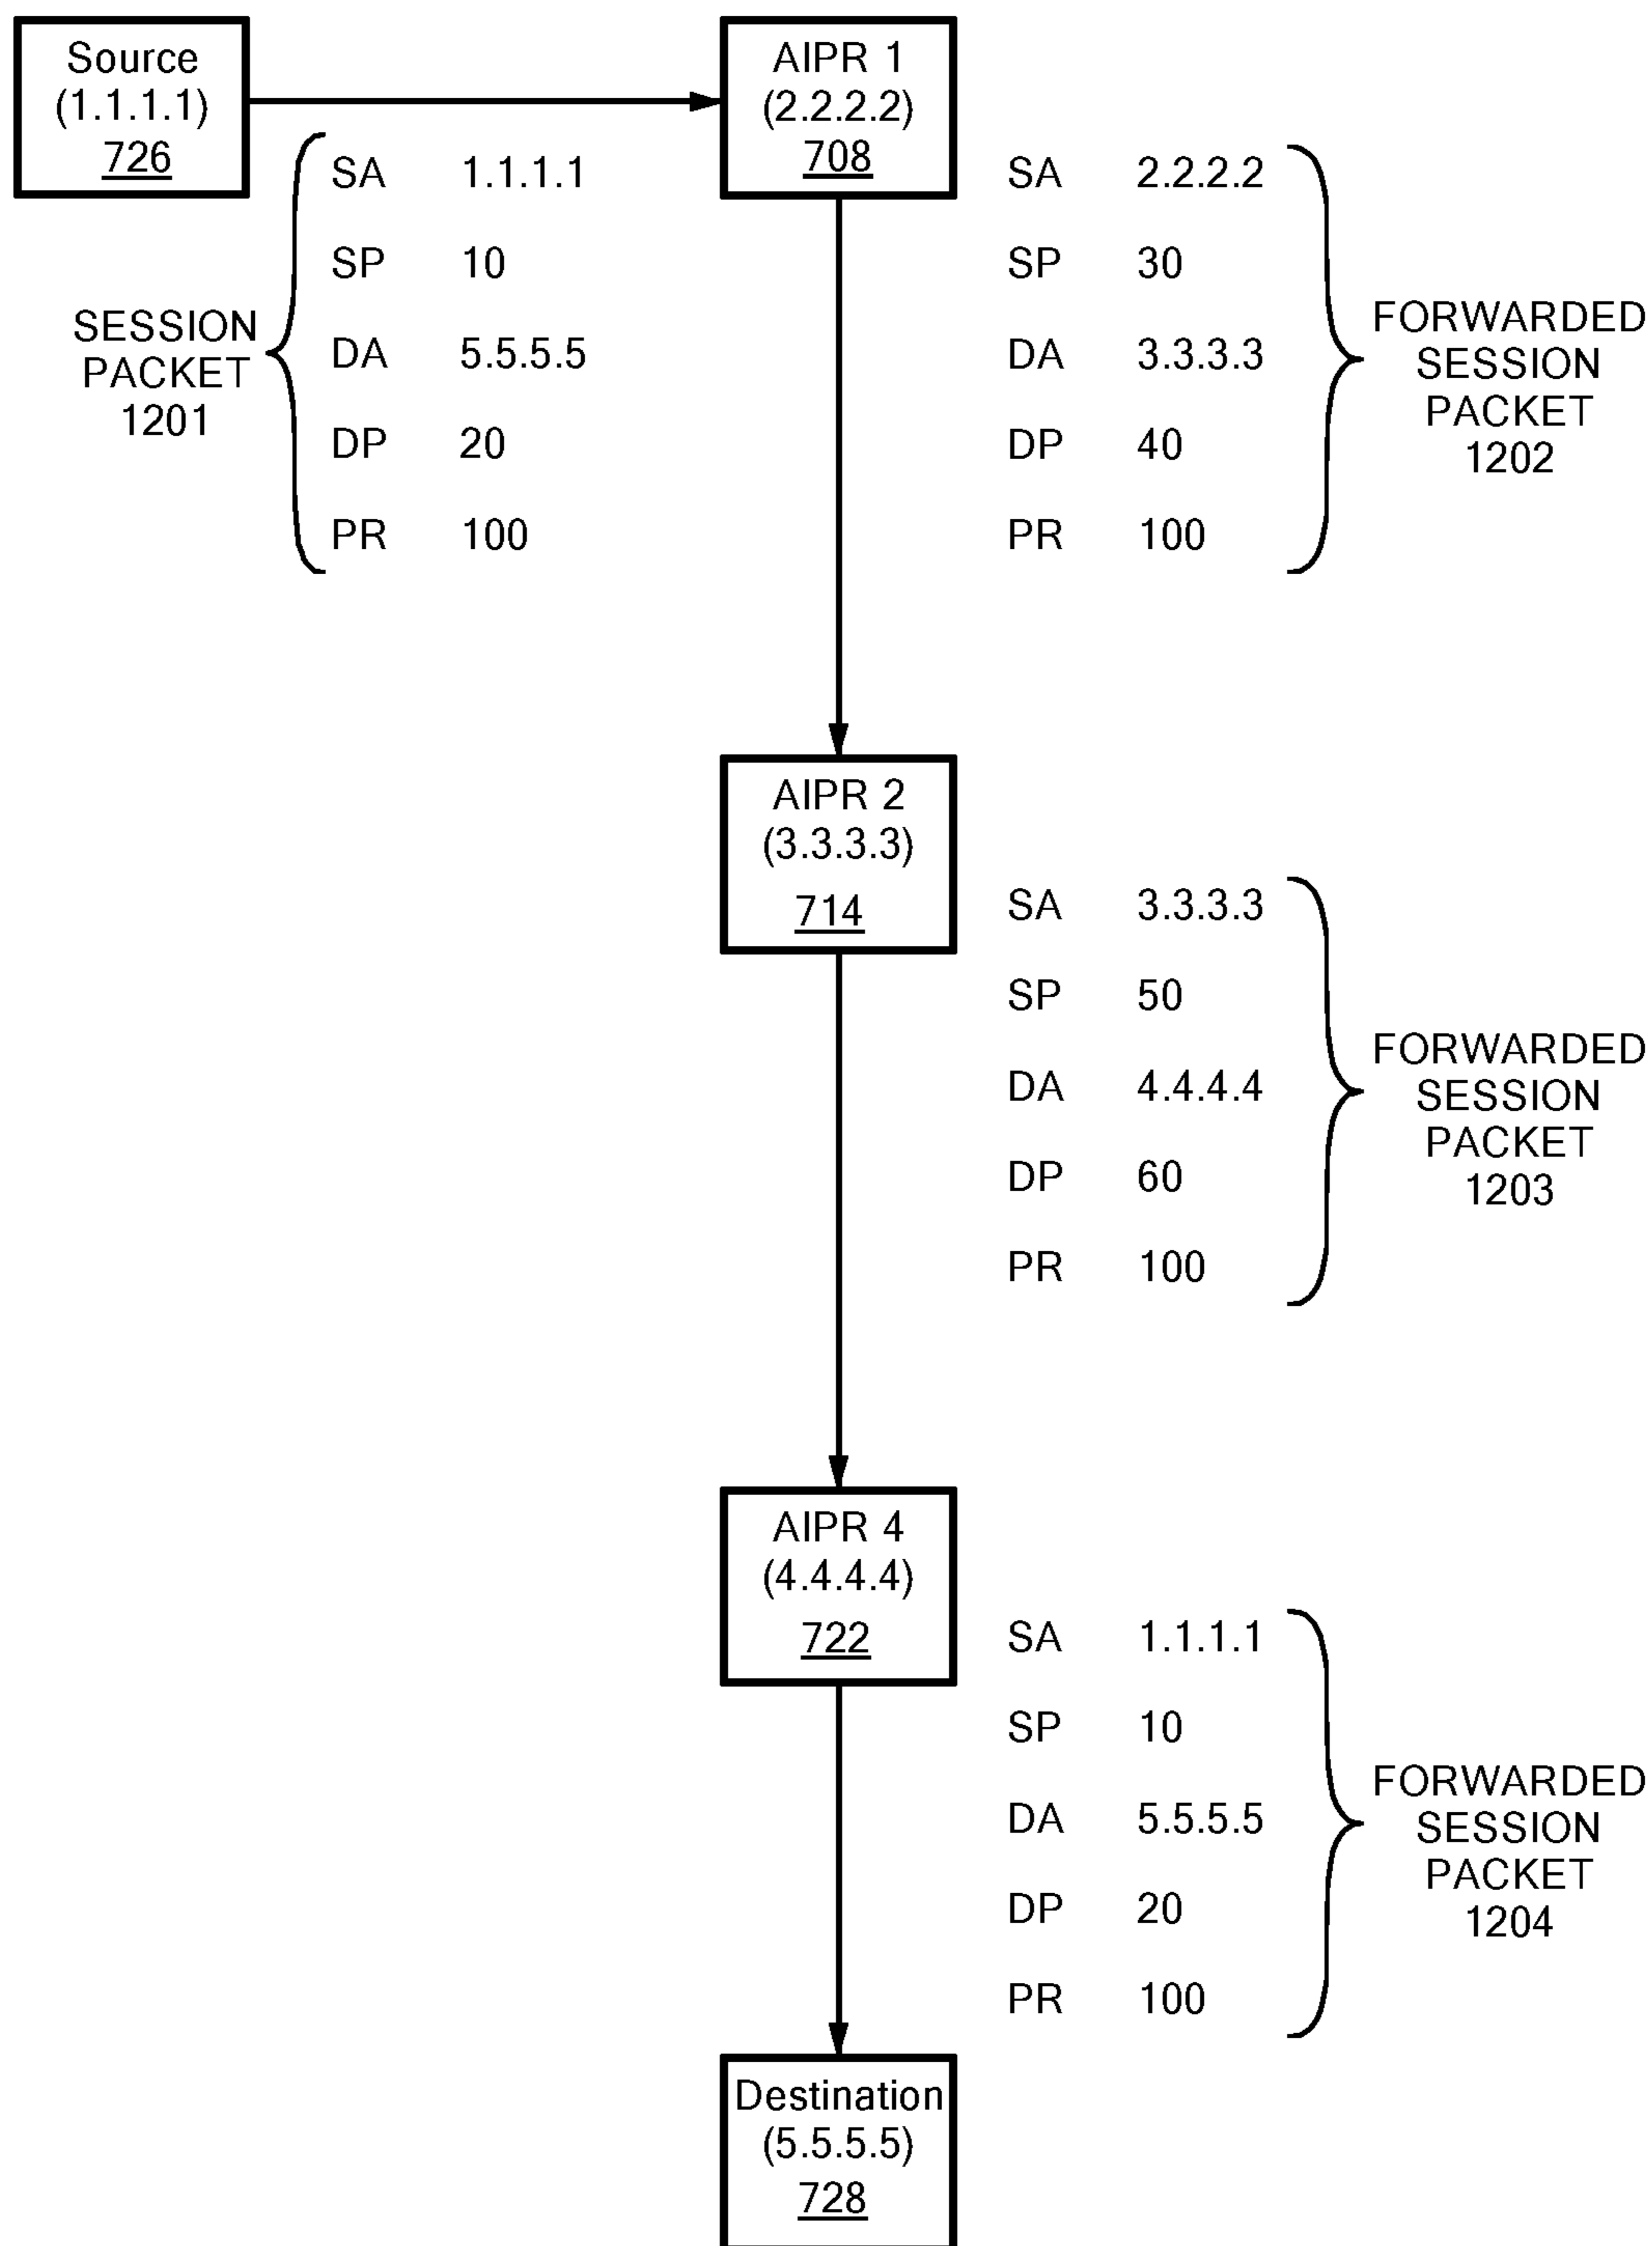 Source
(1.1.1.1)
726
AIPR 1
(2.2.2.2)
708
SESSION
PACKET
1201
SA 1.1.1.1
SP 10
DA 5.5.5.5
DP 20
PR 100
SA 2.2.2.2
SP 30
DA 3.3.3.3
DP 40
PR 100
FORWARDED
SESSION
PACKET
1202
AIPR 2
(3.3.3.3)
714
SA 3.3.3.3
SP 50
DA 4.4.4.4
DP 60
PR 100
FORWARDED
SESSION
PACKET
1203
AIPR 4
(4.4.4.4)
722
SA 1.1.1.1
SP 10
DA 5.5.5.5
DP 20
PR 100
FORWARDED
SESSION
PACKET
1204
Destination
(5.5.5.5)
728